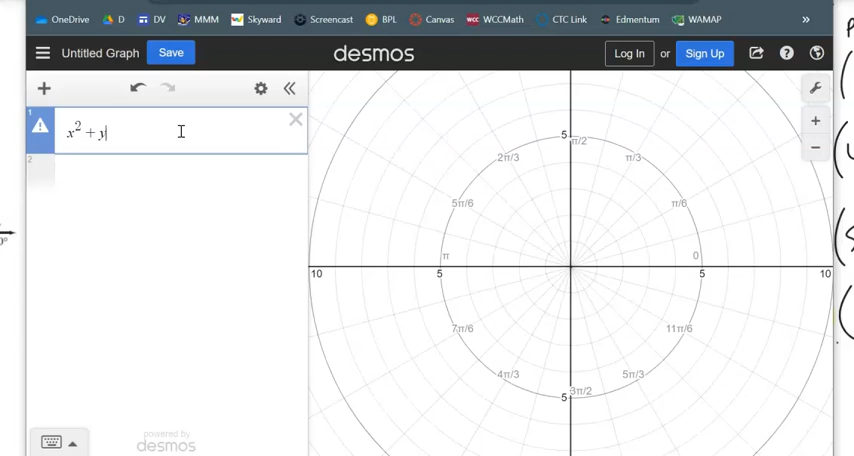 OneDrive D DV MMM Skyward Screencast BPL Canvas WCCMath CTC Link Edmentum WAMAP »
Untitled Graph Save desmos Log In or Sign Up
1
x² + y
2
5 π/2
2π/3 π/3
5π/6 π/6
π 0
10 5 5 10
7π/6 11π/6
4π/3 5π/3
5 3π/2
powered by
desmos